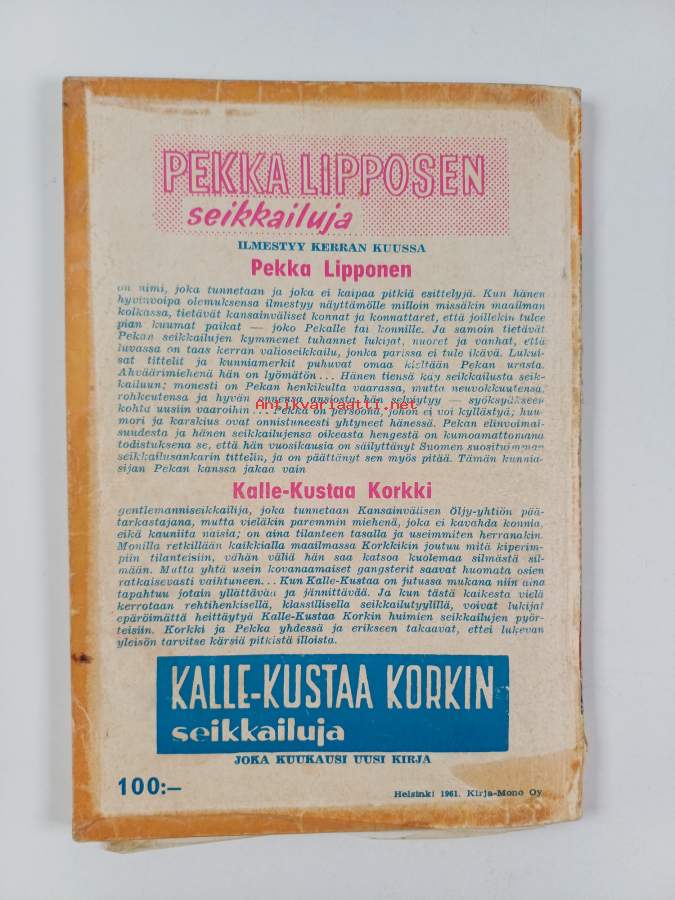 PEKKA LIPPOSEN
seikkailuja
ILMESTYY KERRAN KUUSSA
Pekka Lipponen
on nimi, joka tunnetaan ja joka ei kaipaa pitkiä esittelyjä. Kun hänen
hyvinvoipa olemuksensa ilmestyy näyttämölle milloin missäkin maailman
kolkassa, tietävät kansainväliset konnat ja konnattaret, että joillekin tulee
pian kuumat paikat — joko Pekalle tai konnille. Ja samoin tietävät
Pekan seikkailujen kymmenet tuhannet lukijat, nuoret ja vanhat, että
luvassa on taas kerran valioseikkailu, jonka parissa ei tule ikävä. Lukui-
sat tittelit ja kunniamerkit puhuvat omaa kieltään Pekan urasta.
Ahväärimiehenä hän on lyömätön... Hänen tiensä käy seikkailusta seik-
kailuun; monesti on Pekan henkikulta vaarassa, mutta neuvokkuutensa,
rohkeutensa ja hyvän onnensa ansiosta hän selviytyy — syöksyäkseen
Antikvariaatti.net
kohta uusiin vaaroihin... Pekka on persoona, johon ei voi kyllästyä; huu-
mori ja karskius ovat onnistuneesti yhtyneet hänessä. Pekan elinvoimai-
suudesta ja hänen seikkailujensa oikeasta hengestä on kumoamattomana
todistuksena se, että hän vuosikausia on säilyttänyt Suomen suosituimman
seikkailusankarin tittelin, ja on päättänyt sen myös pitää. Tämän kunnia-
sijan Pekan kanssa jakaa vain
Kalle-Kustaa Korkki
gentlemanniseikkailija, joka tunnetaan Kansainvälisen Öljy-yhtiön pää-
tarkastajana, mutta vieläkin paremmin miehenä, joka ei kavahda konnia,
eikä kauniita naisia; on aina tilanteen tasalla ja useimmiten herranakin.
Monilla retkillään kaikkialla maailmassa Korkkikin joutuu mitä kiperim-
piin tilanteisiin, vähän väliä hän saa katsoa kuolemaa silmästä sil-
mään. Mutta yhtä usein kovanaamaiset gangsterit saavat huomata osien
ratkaisevasti vaihtuneen... Kun Kalle-Kustaa on jutussa mukana niin aina
tapahtuu jotain yllättävää ja jännittävää. Ja kun tästä kaikesta vielä
kerrotaan rehtihenkisellä, klassillisella seikkailutyylillä, voivat lukijat
epäröimättä heittäytyä Kalle-Kustaa Korkin huimien seikkailujen pyör-
teisiin. Korkki ja Pekka yhdessä ja erikseen takaavat, ettei lukevan
yleisön tarvitse kärsiä pitkistä illoista.
KALLE-KUSTAA KORKIN
seikkailuja
JOKA KUUKAUSI UUSI KIRJA
100:—
Helsinki 1961. Kirja-Mono Oy